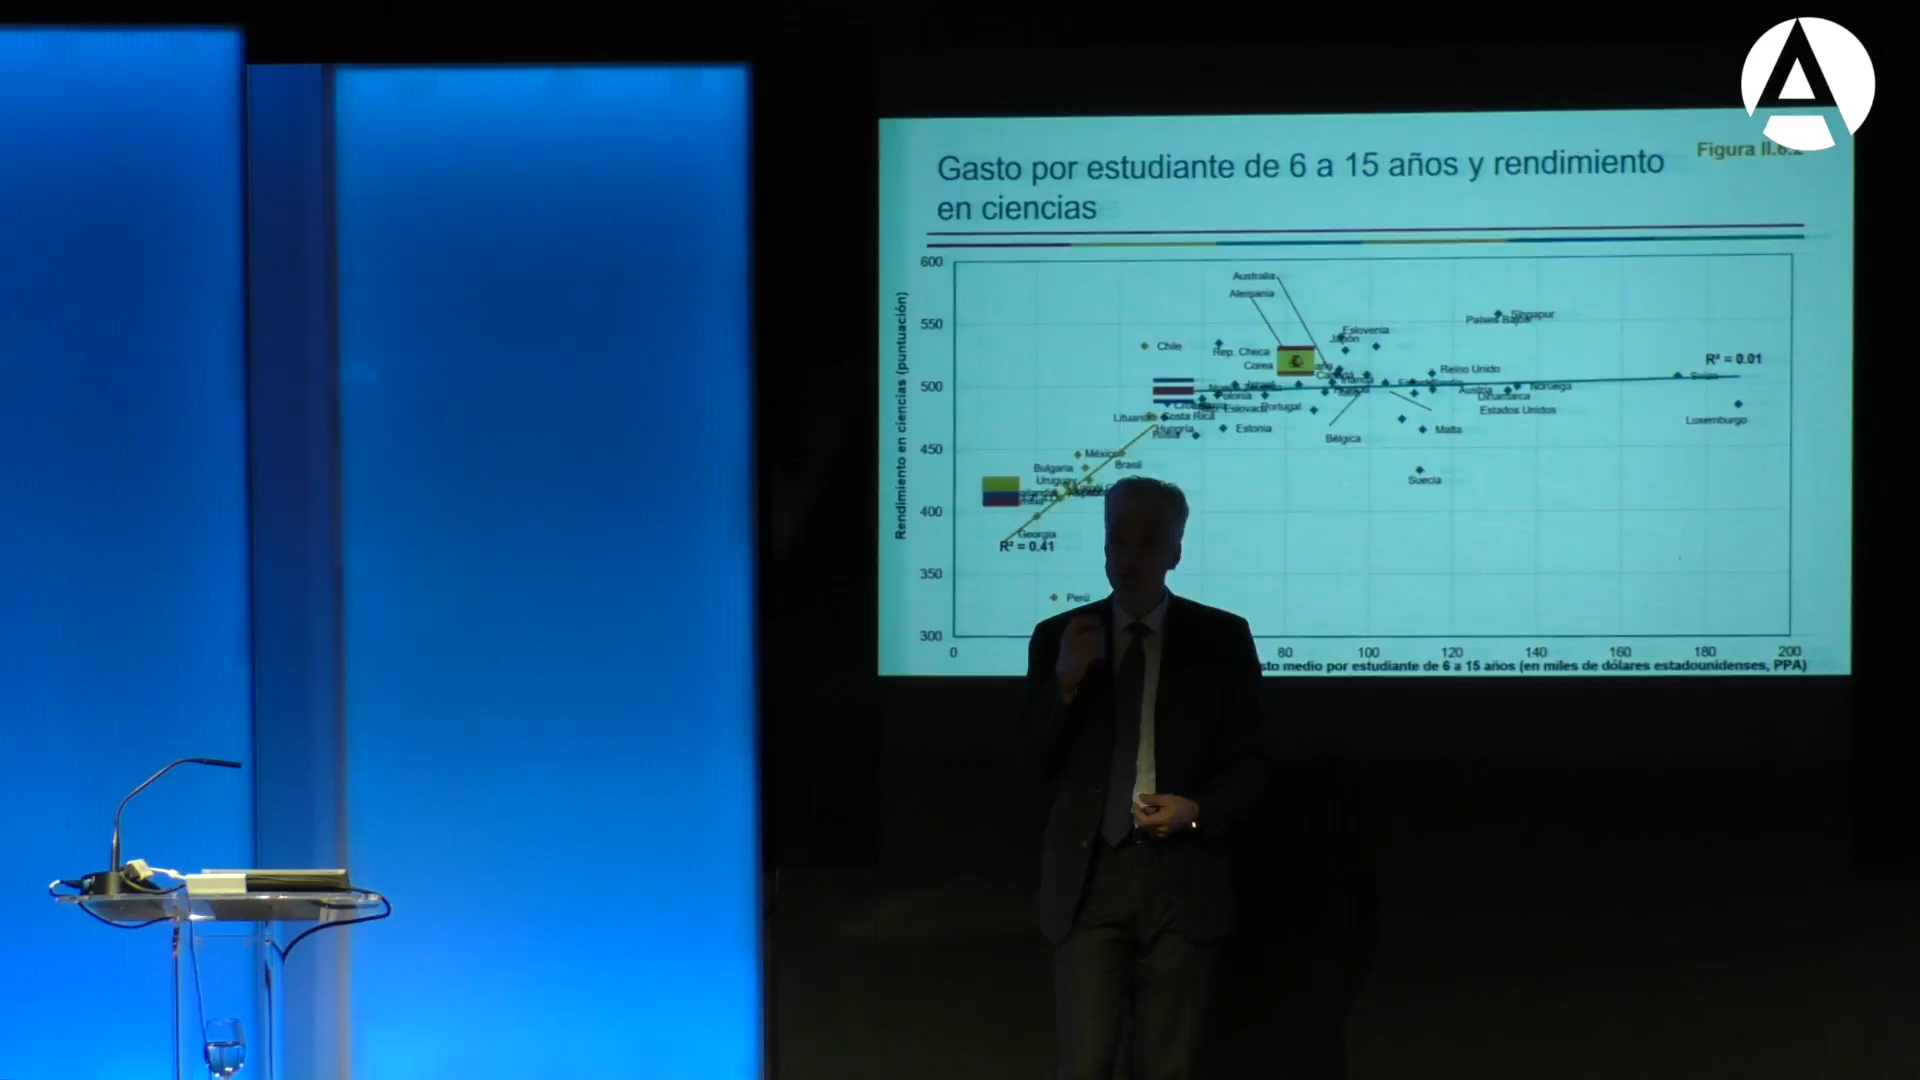 Gasto por estudiante de 6 a 15 años y rendimiento
en ciencias
Figura II.6.2
Rendimiento en ciencias (puntuación)
600
550
500
450
400
350
300
Australia
Alemania
Eslovenia
Japón
Países Bajos
Singapur
Chile
Rep. Checa
Corea
R² = 0.01
Reino Unido
Suiza
Canadá
Irlanda
Israel
Polonia
Austria
Noruega
Dinamarca
Portugal
Estados Unidos
Lituania
Costa Rica
Luxemburgo
Hungría
Rusia
Estonia
Bélgica
Malta
México
Brasil
Bulgaria
Uruguay
Suecia
Georgia
R² = 0.41
Perú
0
80
100
120
140
160
180
200
sto medio por estudiante de 6 a 15 años (en miles de dólares estadounidenses, PPA)